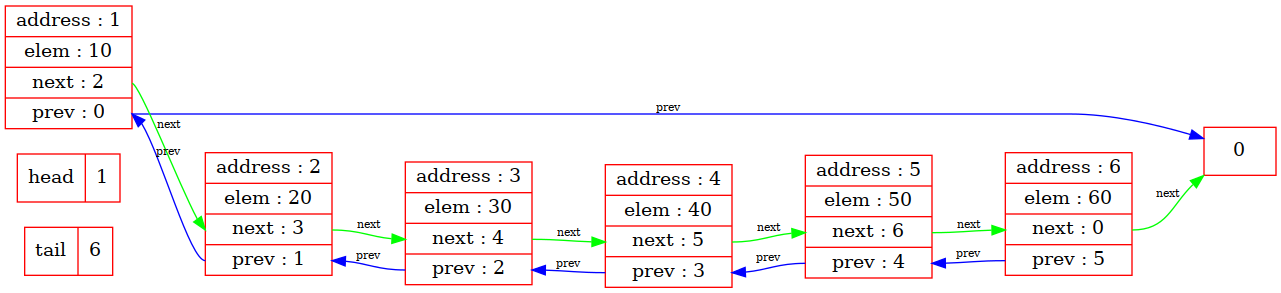 address : 1
elem : 10
next : 2
prev : 0
prev
next
prev
head 1
tail 6
address : 2
elem : 20
next : 3
prev : 1
next
prev
address : 3
elem : 30
next : 4
prev : 2
next
prev
address : 4
elem : 40
next : 5
prev : 3
next
prev
address : 5
elem : 50
next : 6
prev : 4
next
prev
address : 6
elem : 60
next : 0
prev : 5
next
0